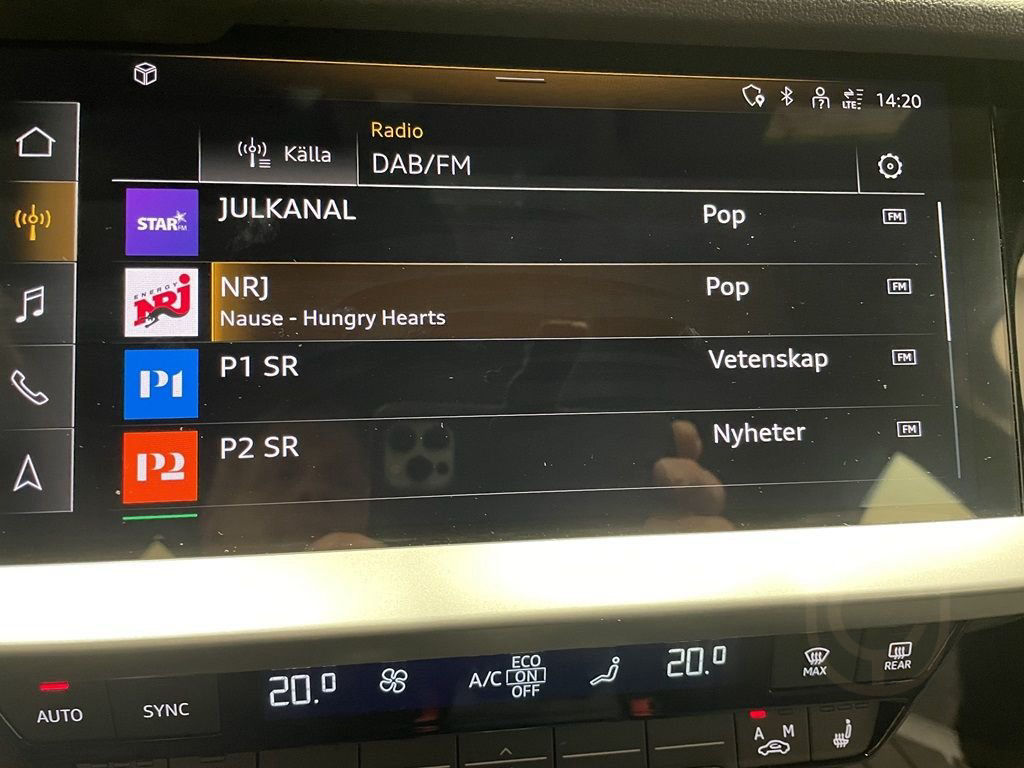 LTE
14:20
Radio
Källa
DAB/FM
STAR FM
JULKANAL
Pop
FM
ENERGY
NRJ
NRJ
Pop
FM
Nause - Hungry Hearts
P1
P1 SR
Vetenskap
FM
P2
P2 SR
Nyheter
FM
AUTO
SYNC
20.0
A/C
ECO
ON
OFF
20.0
MAX
REAR
A
M